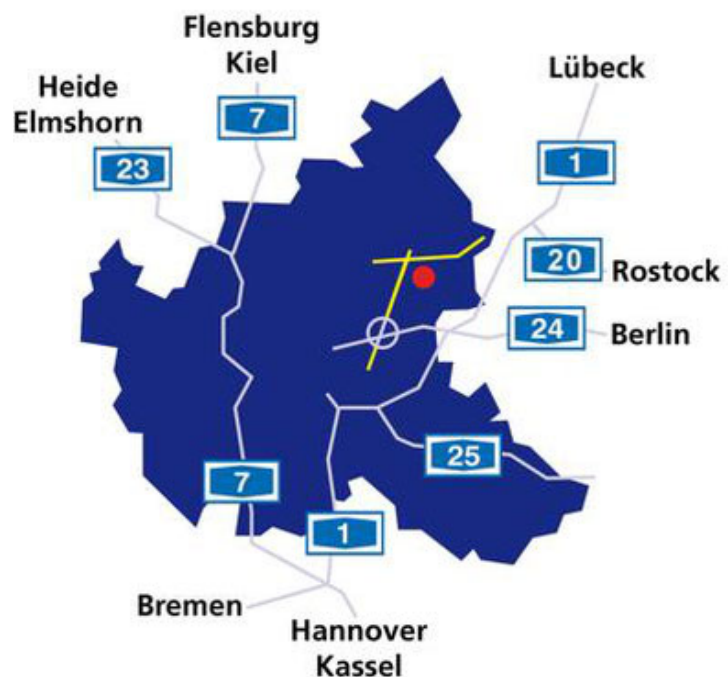 Flensburg
Kiel
Lübeck
Heide
Elmshorn
7
1
23
20
Rostock
24
Berlin
25
7
1
Bremen
Hannover
Kassel